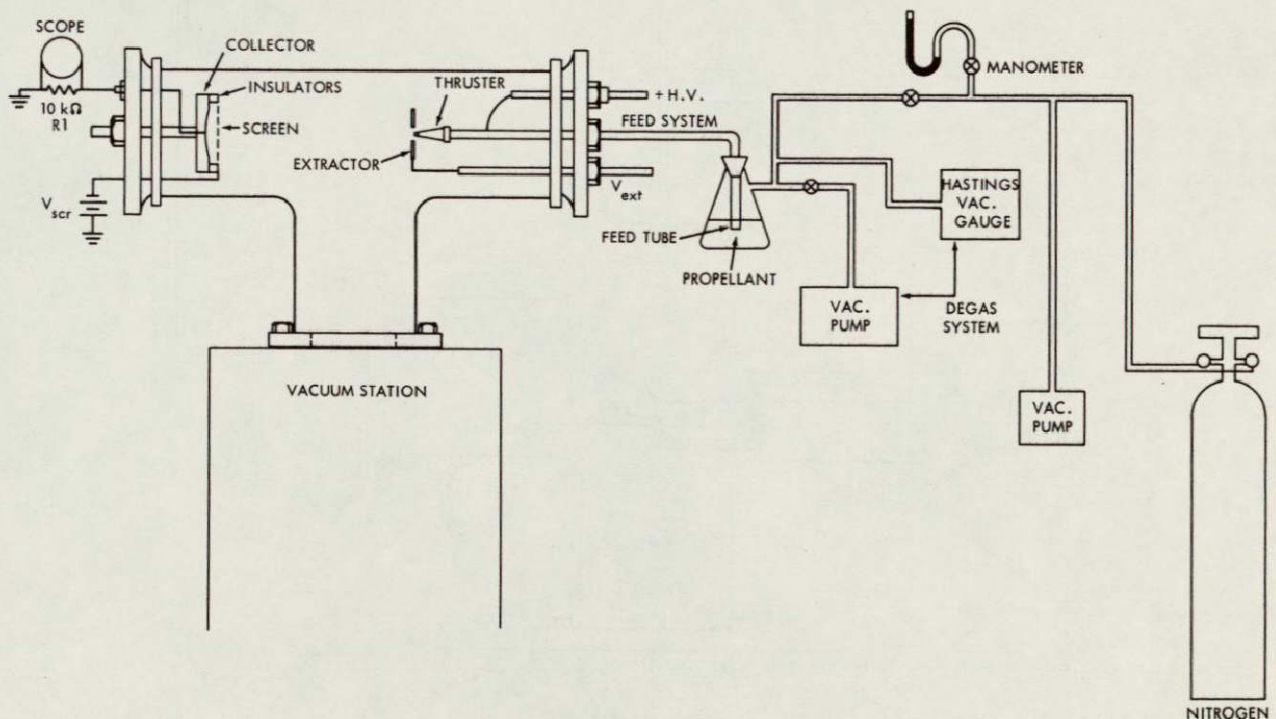 SCOPE
COLLECTOR
INSULATORS
10 kΩ
R1
SCREEN
THRUSTER
+ H.V.
FEED SYSTEM
EXTRACTOR
V_ext
V_scr
MANOMETER
HASTINGS
VAC.
GAUGE
FEED TUBE
PROPELLANT
VAC.
PUMP
DEGAS
SYSTEM
VACUUM STATION
VAC.
PUMP
NITROGEN